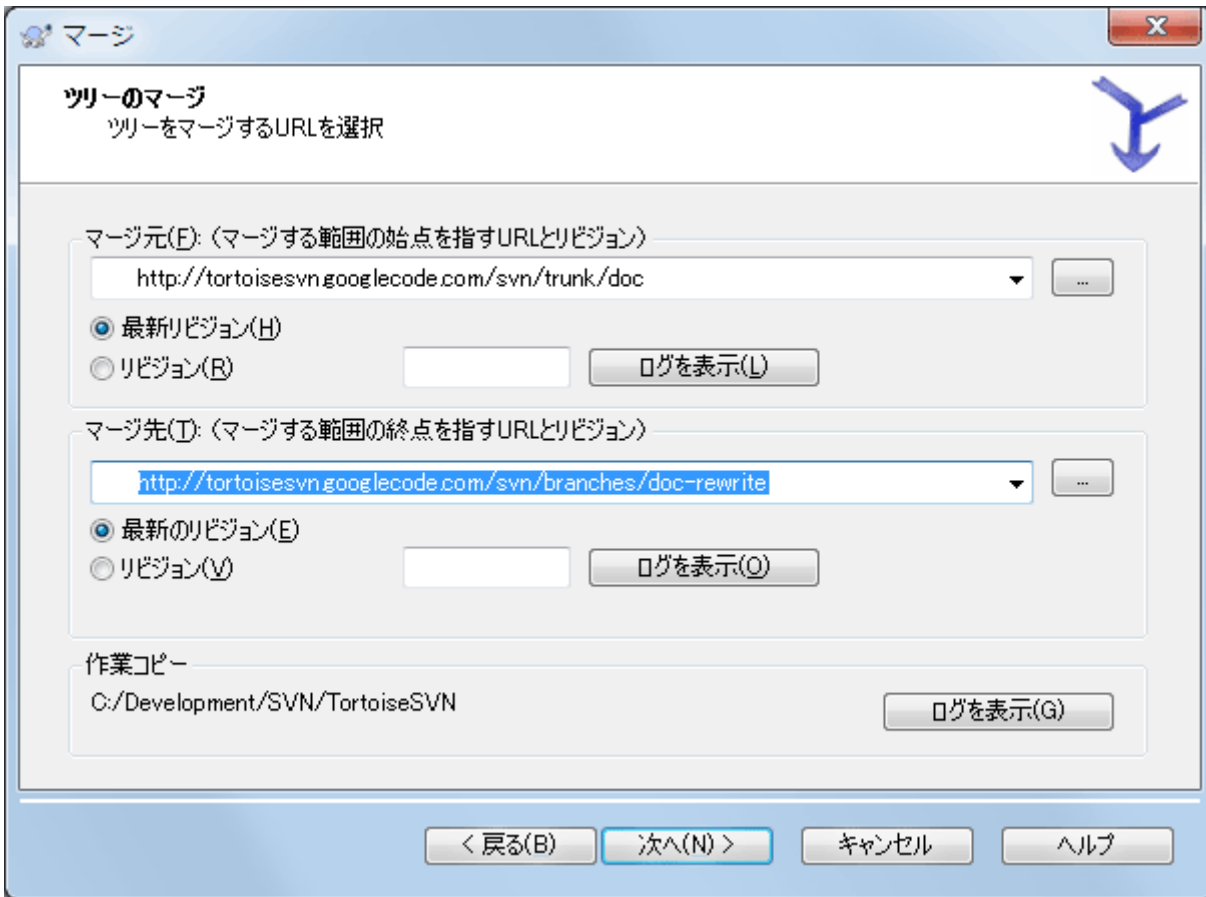 マージ
ツリーのマージ
ツリーをマージするURLを選択
マージ元(F): (マージする範囲の始点を指すURLとリビジョン)
http://tortoisesvn.googlecode.com/svn/trunk/doc
...
最新リビジョン(H)
リビジョン(R)
ログを表示(L)
マージ先(T): (マージする範囲の終点を指すURLとリビジョン)
http://tortoisesvn.googlecode.com/svn/branches/doc-rewrite
...
最新のリビジョン(E)
リビジョン(V)
ログを表示(O)
作業コピー
C:/Development/SVN/TortoiseSVN
ログを表示(G)
< 戻る(B)
次へ(N) >
キャンセル
ヘルプ